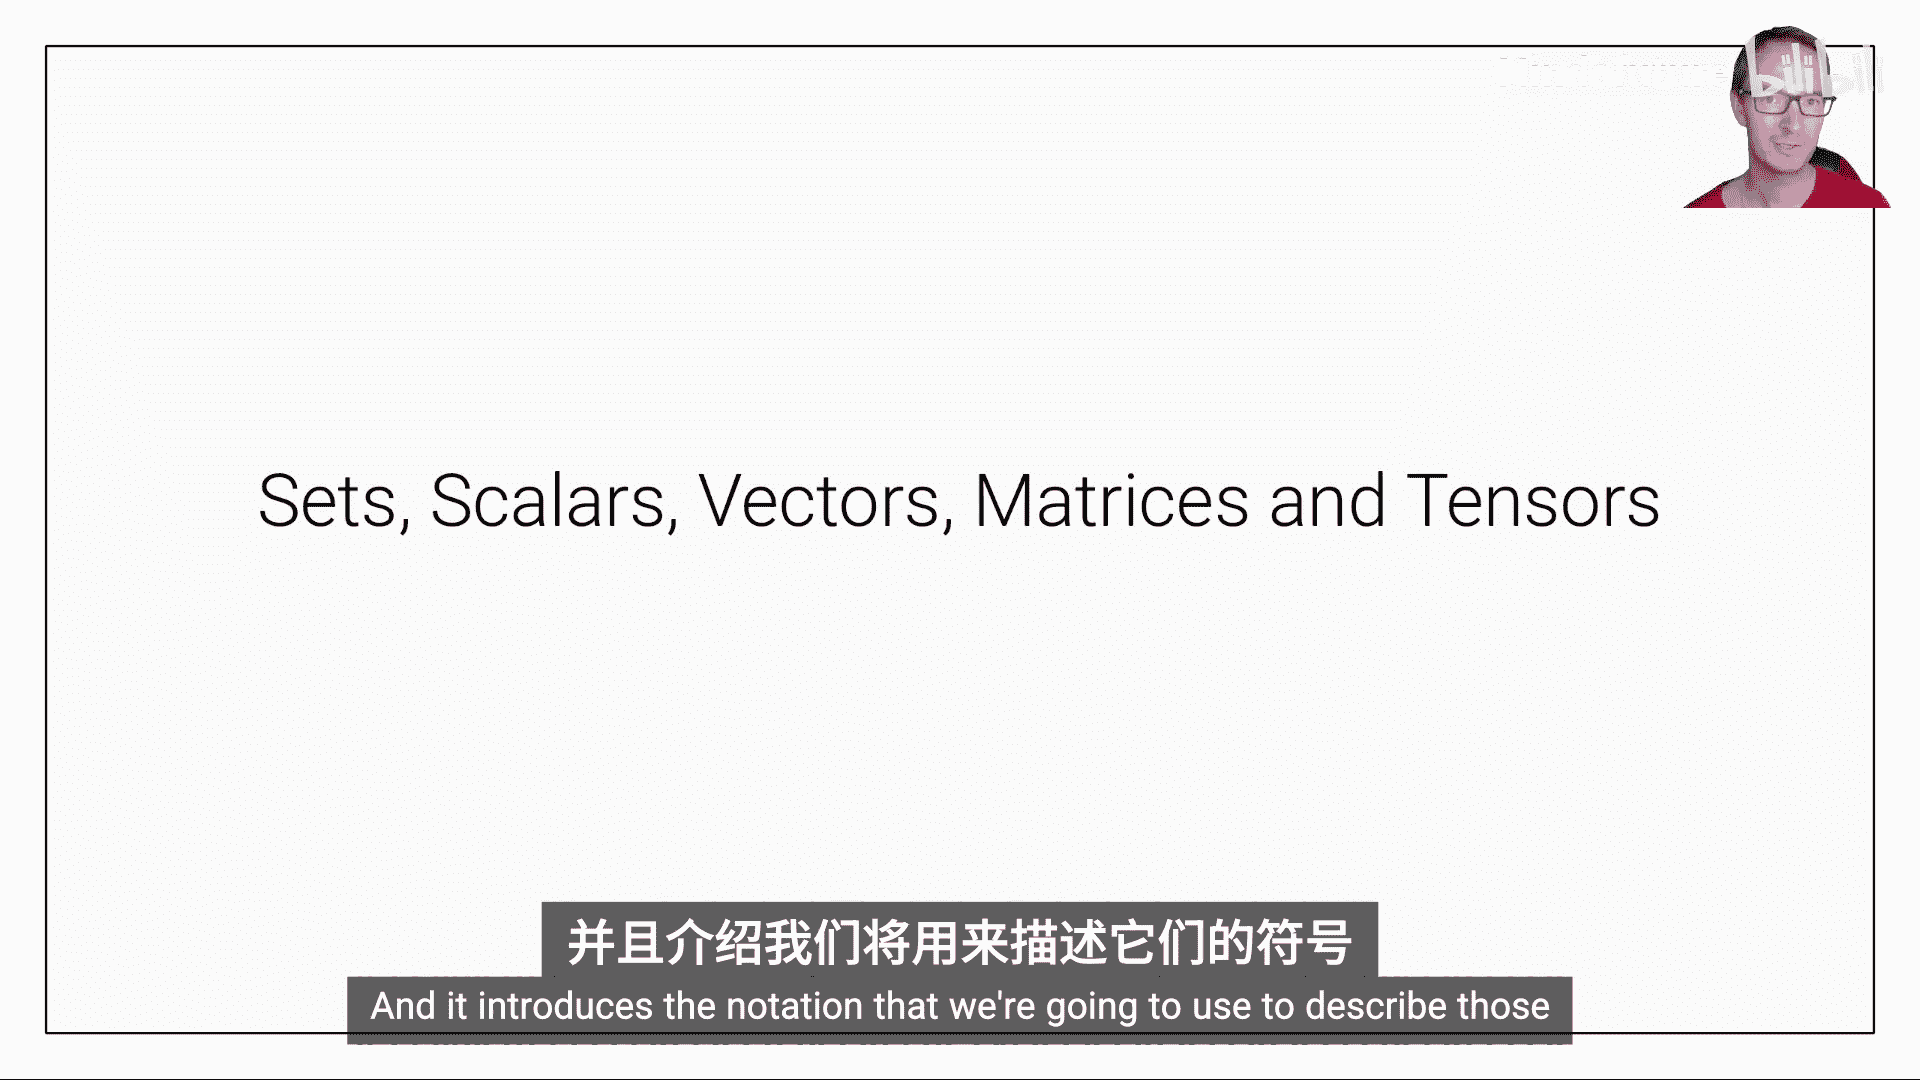 bilibili
Sets, Scalars, Vectors, Matrices and Tensors
并且介绍我们将用来描述它们的符号
And it introduces the notation that we're going to use to describe those